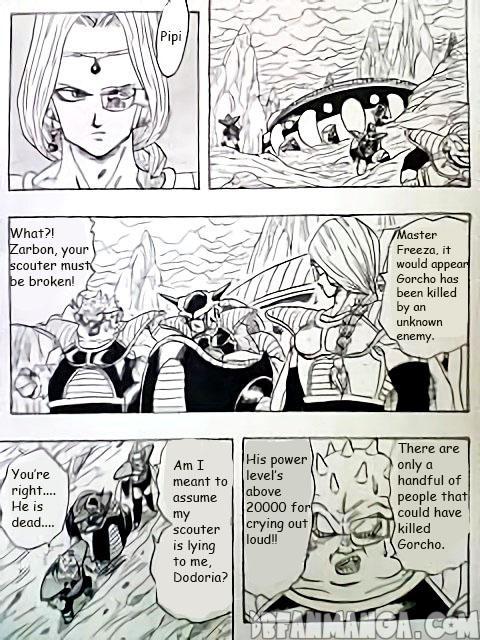 Pipi
Master
Freeza, it
would appear
Gorcho has
been killed
by an
unknown
enemy.
What?!
Zarbon, your
scouter must
be broken!
There are
only a
handful of
people that
could have
killed
Gorcho.
His power
level's
above
20000 for
crying out
loud!!
Am I
meant to
assume
my
scouter
is lying
to me,
Dodoria?
You're
right....
He is
dead....
DBFANMANGA.COM